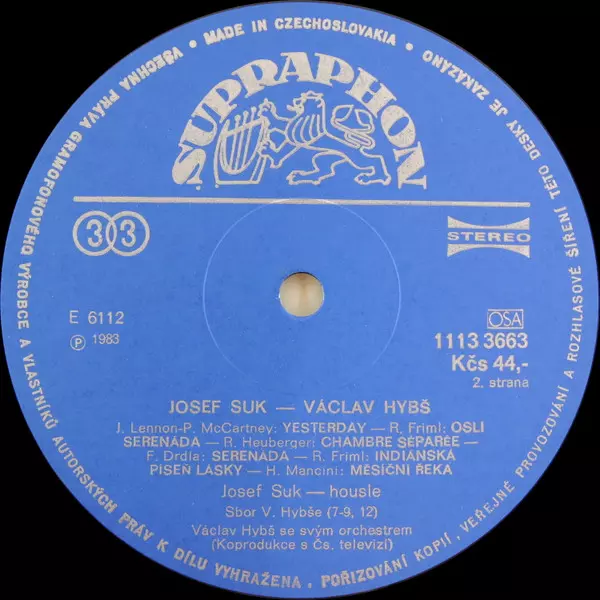 VŠECHNA PRÁVA GRAMOFONOVÉHO VÝROBCE A VLASTNÍKŮ AUTORSKÝCH PRÁV K DÍLU VYHRAŽENA. POŘIZOVÁNÍ KOPIÍ, VEŘEJNÉ PROVOZOVÁNÍ A ROZHLASOVÉ ŠÍŘENÍ TÉTO DESKY JE ZAKÁZÁNO • MADE IN CZECHOSLOVAKIA •
SUPRAPHON
33
STEREO
E 6112
Ⓟ 1983
OSA
1113 3663
Kčs 44,-
2. strana
JOSEF SUK — VÁCLAV HYBŠ
J. Lennon-P. McCartney: YESTERDAY — R. Friml: OSLÍ
SERENÁDA — R. Heuberger: CHAMBRE SÉPARÉE —
F. Drdla: SERENÁDA — R. Friml: INDIÁNSKÁ
PÍSEŇ LÁSKY — H. Mancini: MĚSÍČNÍ ŘEKA
Josef Suk — housle
Sbor V. Hybše (7-9, 12)
Václav Hybš se svým orchestrem
(Koprodukce s Čs. televizí)